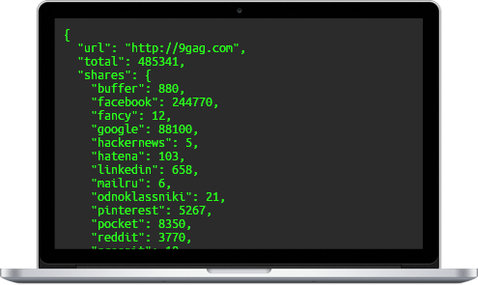 {
"url": "http://9gag.com",
"total": 485341,
"shares": {
"buffer": 880,
"facebook": 244770,
"fancy": 12,
"google": 88100,
"hackernews": 5,
"hatena": 103,
"linkedin": 658,
"mailru": 6,
"odnoklassniki": 21,
"pinterest": 5267,
"pocket": 8350,
"reddit": 3770,